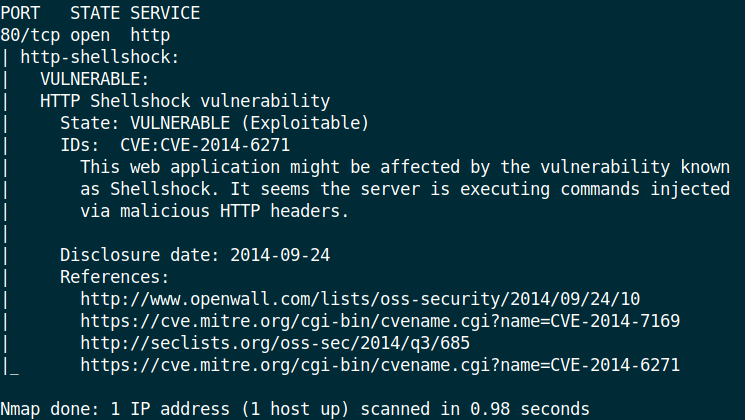 PORT   STATE SERVICE
80/tcp open  http
| http-shellshock:
|   VULNERABLE:
|   HTTP Shellshock vulnerability
|     State: VULNERABLE (Exploitable)
|     IDs:  CVE:CVE-2014-6271
|       This web application might be affected by the vulnerability known
|       as Shellshock. It seems the server is executing commands injected
|       via malicious HTTP headers.
|
|     Disclosure date: 2014-09-24
|     References:
|       http://www.openwall.com/lists/oss-security/2014/09/24/10
|       https://cve.mitre.org/cgi-bin/cvename.cgi?name=CVE-2014-7169
|       http://seclists.org/oss-sec/2014/q3/685
|_      https://cve.mitre.org/cgi-bin/cvename.cgi?name=CVE-2014-6271
Nmap done: 1 IP address (1 host up) scanned in 0.98 seconds